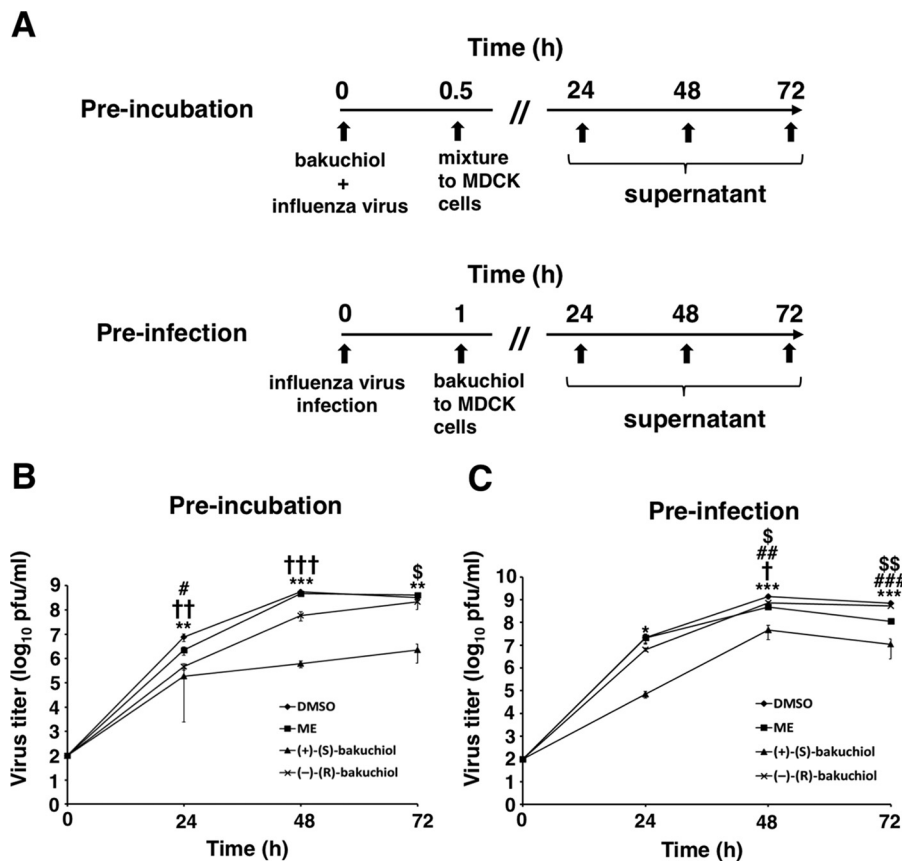 A
Time (h)
0 0.5 24 48 72
Pre-incubation
//
bakuchiol
+
influenza virus
mixture
to MDCK
cells
supernatant
Time (h)
0 1 24 48 72
Pre-infection
//
influenza virus
infection
bakuchiol
to MDCK
cells
supernatant
B
Pre-incubation
Virus titer (log10 pfu/ml)
9
8
7
6
5
4
3
2
1
0
#
††
**
†††
***
$
**
DMSO
ME
(+)-(S)-bakuchiol
(−)-(R)-bakuchiol
0 24 48 72
Time (h)
C
Pre-infection
Virus titer (log10 pfu/ml)
10
9
8
7
6
5
4
3
2
1
0
*
$
##
†
***
$$
###
***
DMSO
ME
(+)-(S)-bakuchiol
(−)-(R)-bakuchiol
0 24 48 72
Time (h)